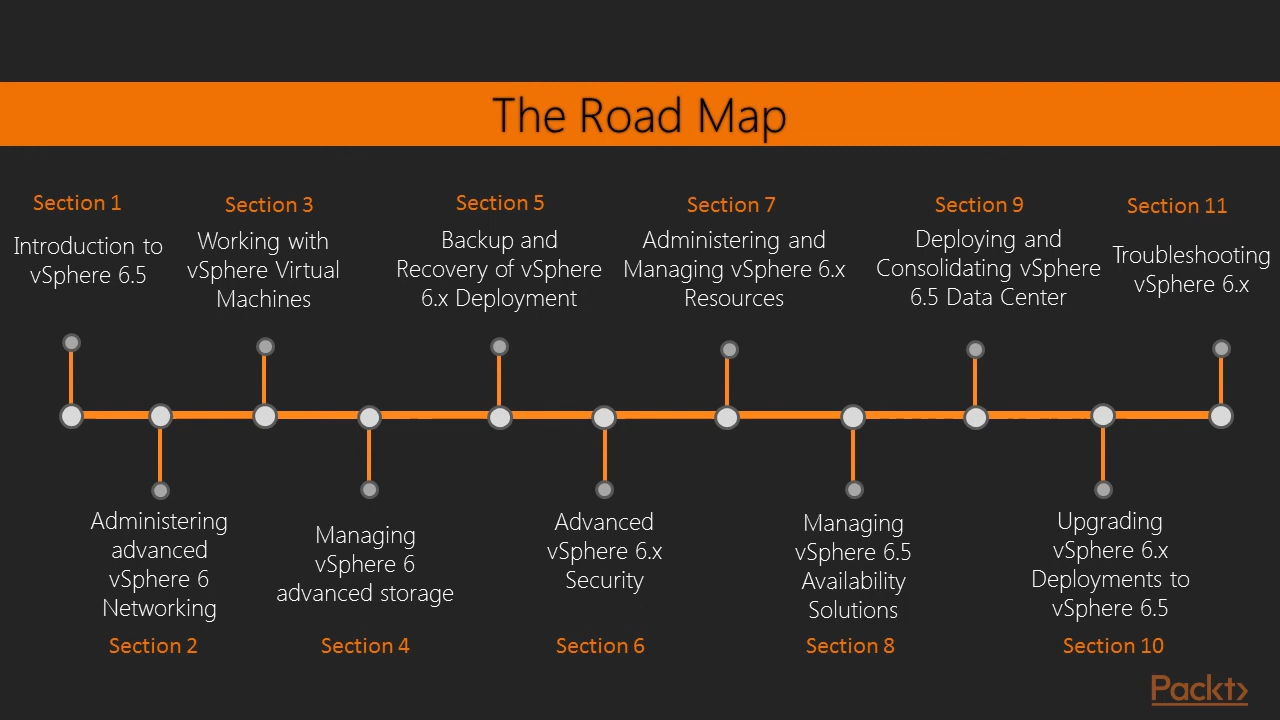 The Road Map
Section 1
Introduction to
vSphere 6.5
Section 3
Working with
vSphere Virtual
Machines
Section 5
Backup and
Recovery of vSphere
6.x Deployment
Section 7
Administering and
Managing vSphere 6.x
Resources
Section 9
Deploying and
Consolidating vSphere
6.5 Data Center
Section 11
Troubleshooting
vSphere 6.x
Administering
advanced
vSphere 6
Networking
Section 2
Managing
vSphere 6
advanced storage
Section 4
Advanced
vSphere 6.x
Security
Section 6
Managing
vSphere 6.5
Availability
Solutions
Section 8
Upgrading
vSphere 6.x
Deployments to
vSphere 6.5
Section 10
Packt>